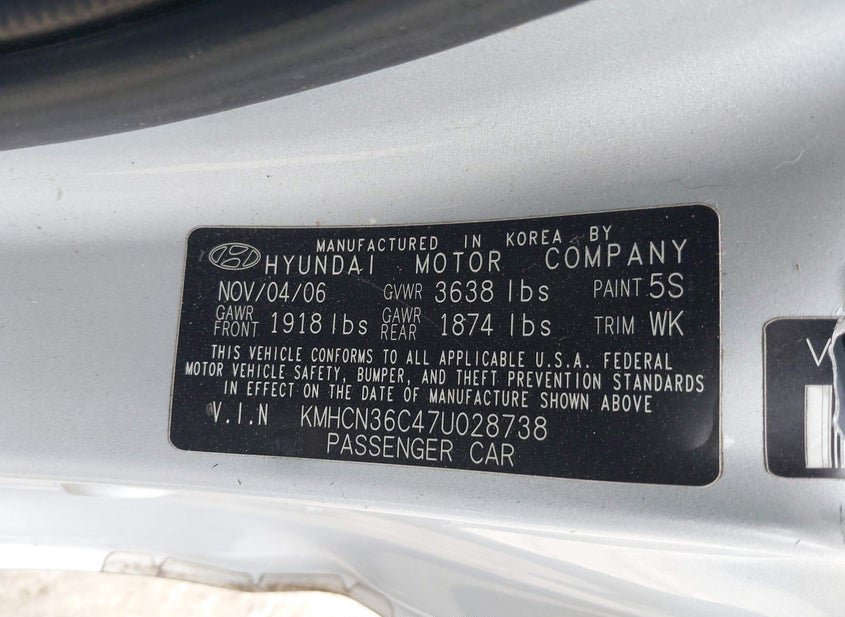 MANUFACTURED IN KOREA BY
HYUNDAI MOTOR COMPANY
NOV/04/06 GVWR 3638 lbs PAINT 5S
GAWR FRONT 1918 lbs GAWR REAR 1874 lbs TRIM WK
THIS VEHICLE CONFORMS TO ALL APPLICABLE U.S.A. FEDERAL
MOTOR VEHICLE SAFETY, BUMPER, AND THEFT PREVENTION STANDARDS
IN EFFECT ON THE DATE OF MANUFACTURE SHOWN ABOVE
V.I.N KMHCN36C47U028738
PASSENGER CAR